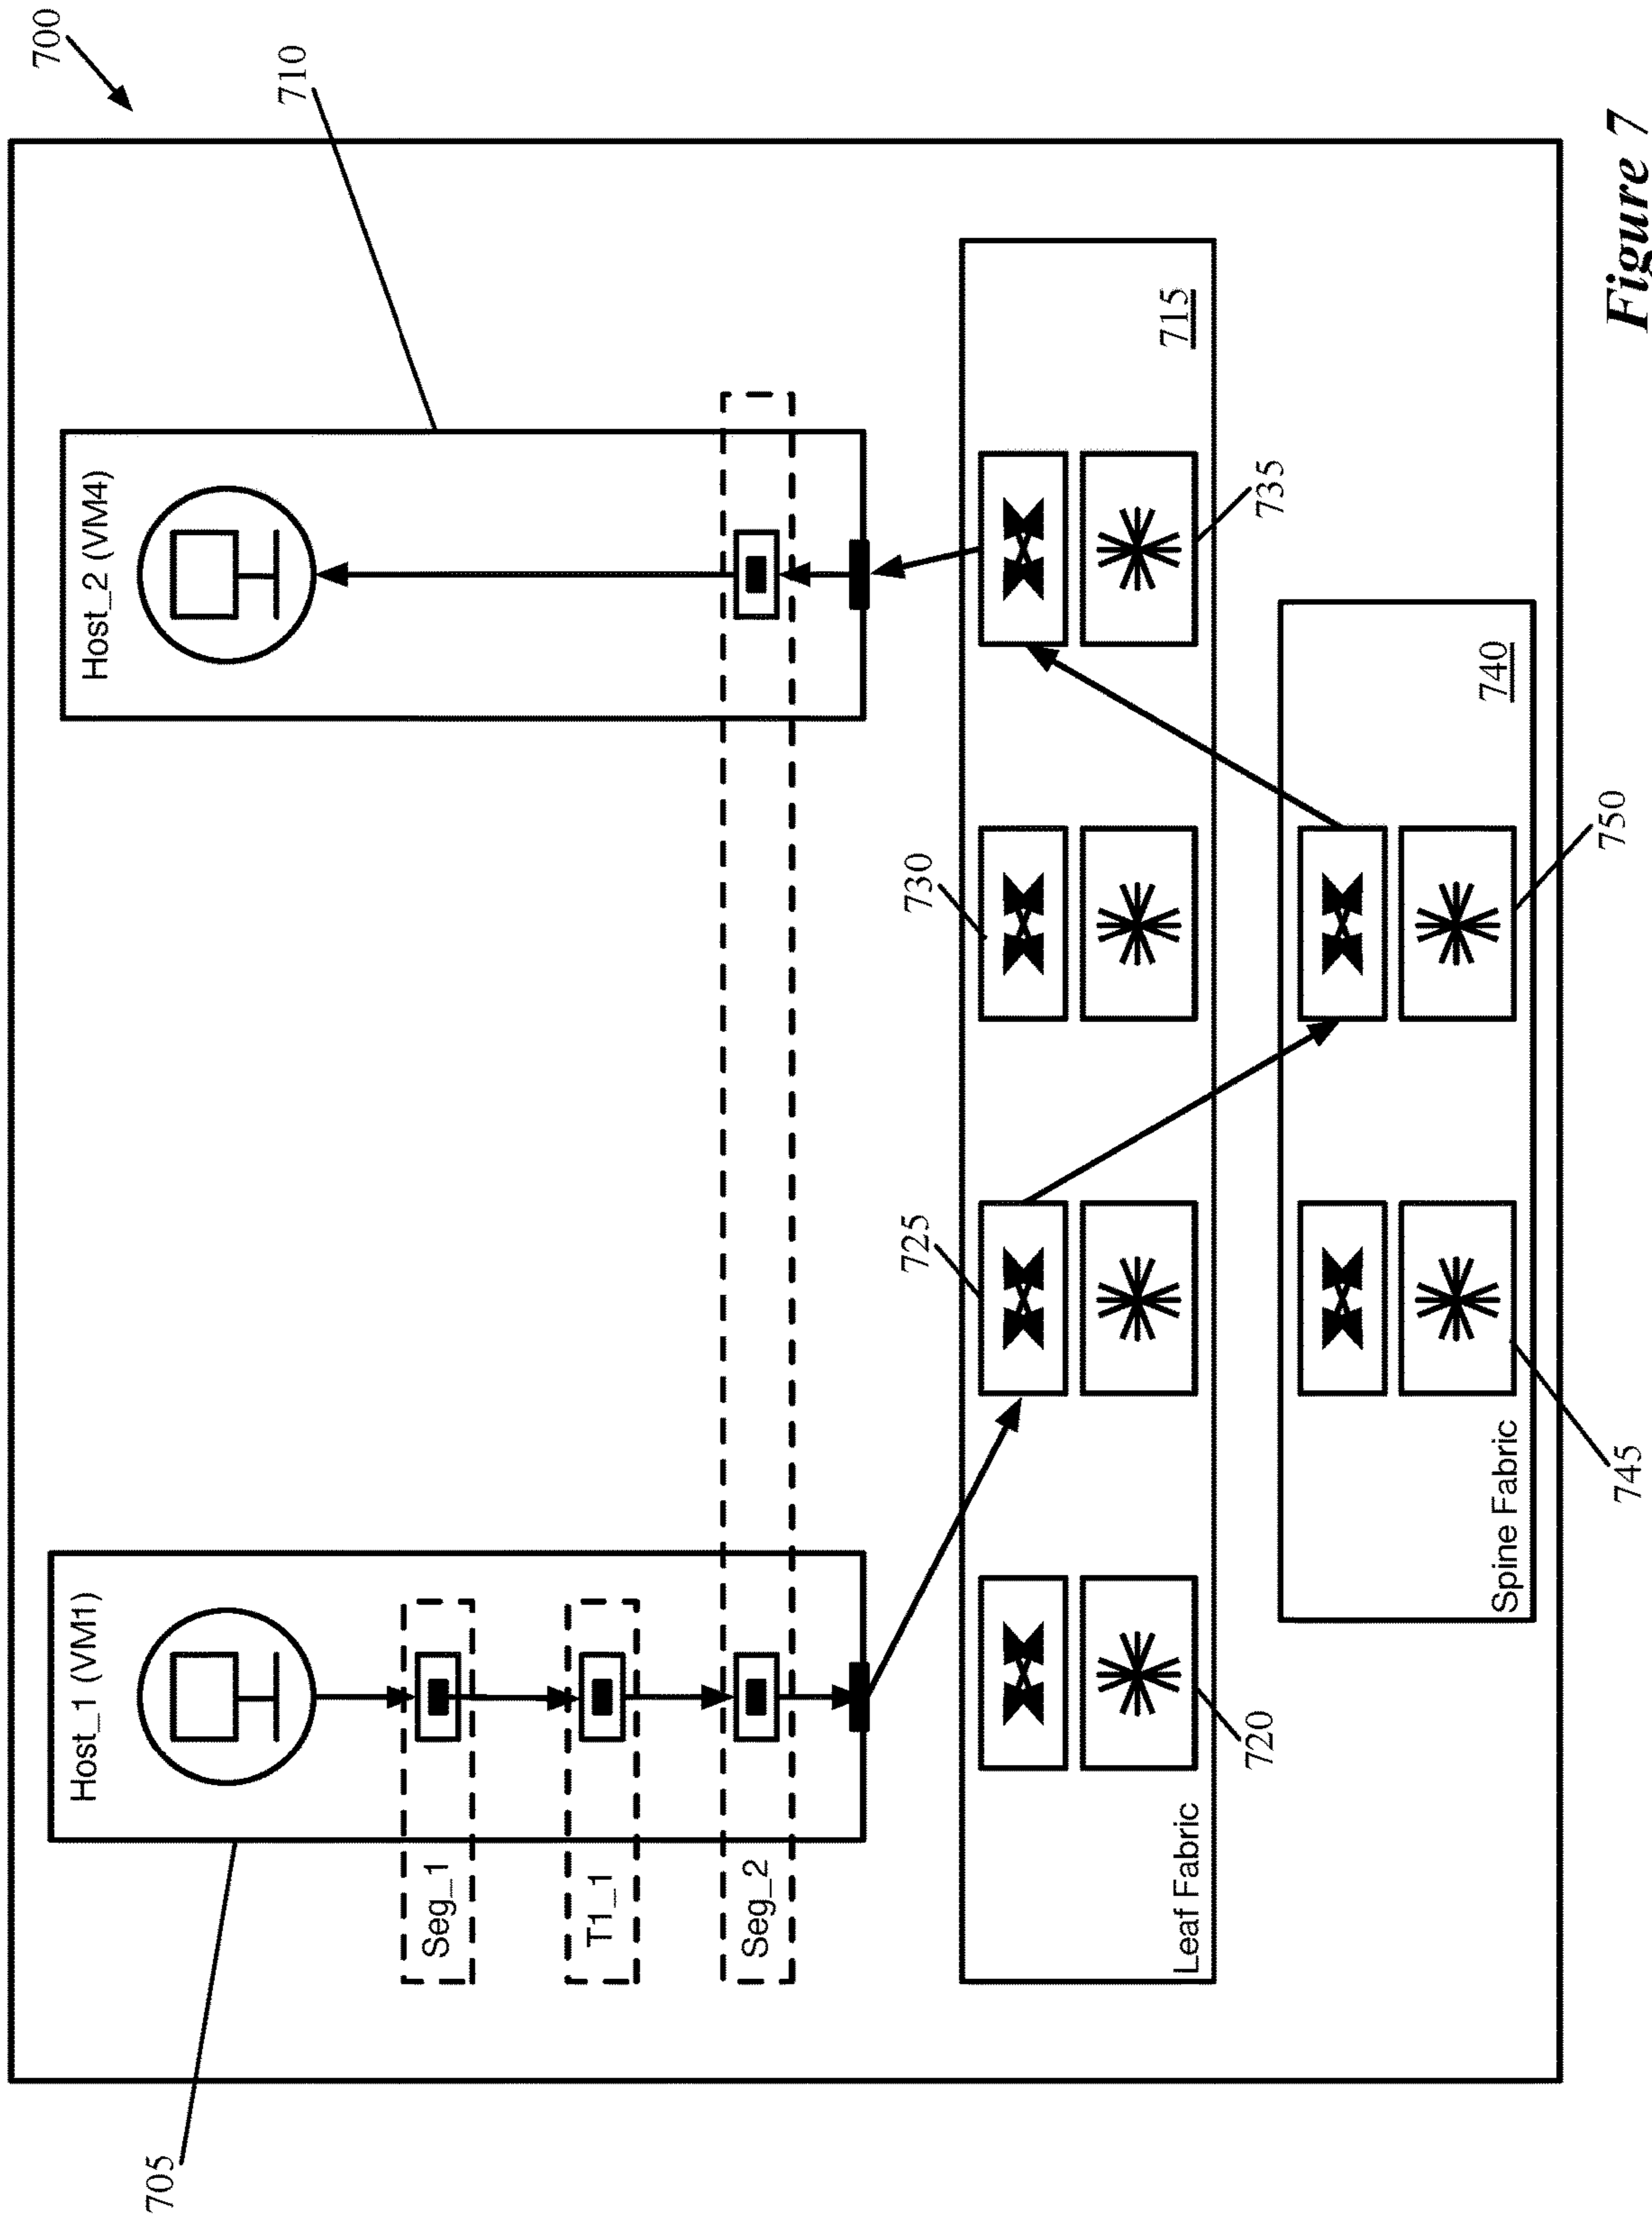 700
705
710
Host_1 (VM1)
Host_2 (VM4)
Seg_1
T1_1
Seg_2
725
730
Leaf Fabric
715
720
735
Spine Fabric
740
745
750
Figure 7